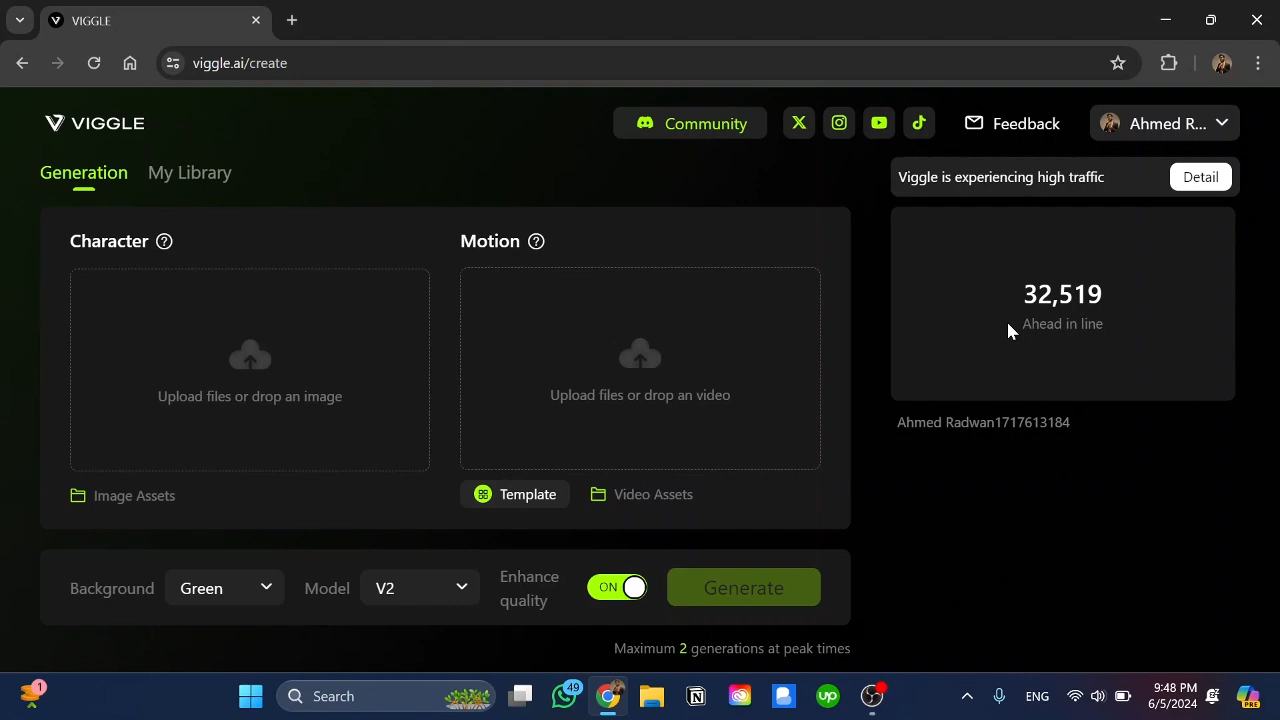 VIGGLE
viggle.ai/create
VIGGLE
Community
Feedback
Ahmed R...
Generation
My Library
Viggle is experiencing high traffic
Detail
Character ?
Motion ?
32,519
Ahead in line
Upload files or drop an image
Upload files or drop an video
Ahmed Radwan1717613184
Image Assets
Template
Video Assets
Background
Green
Model
V2
Enhance
quality
ON
Generate
Maximum 2 generations at peak times
1
Search
49
ENG
9:48 PM
6/5/2024
PRE